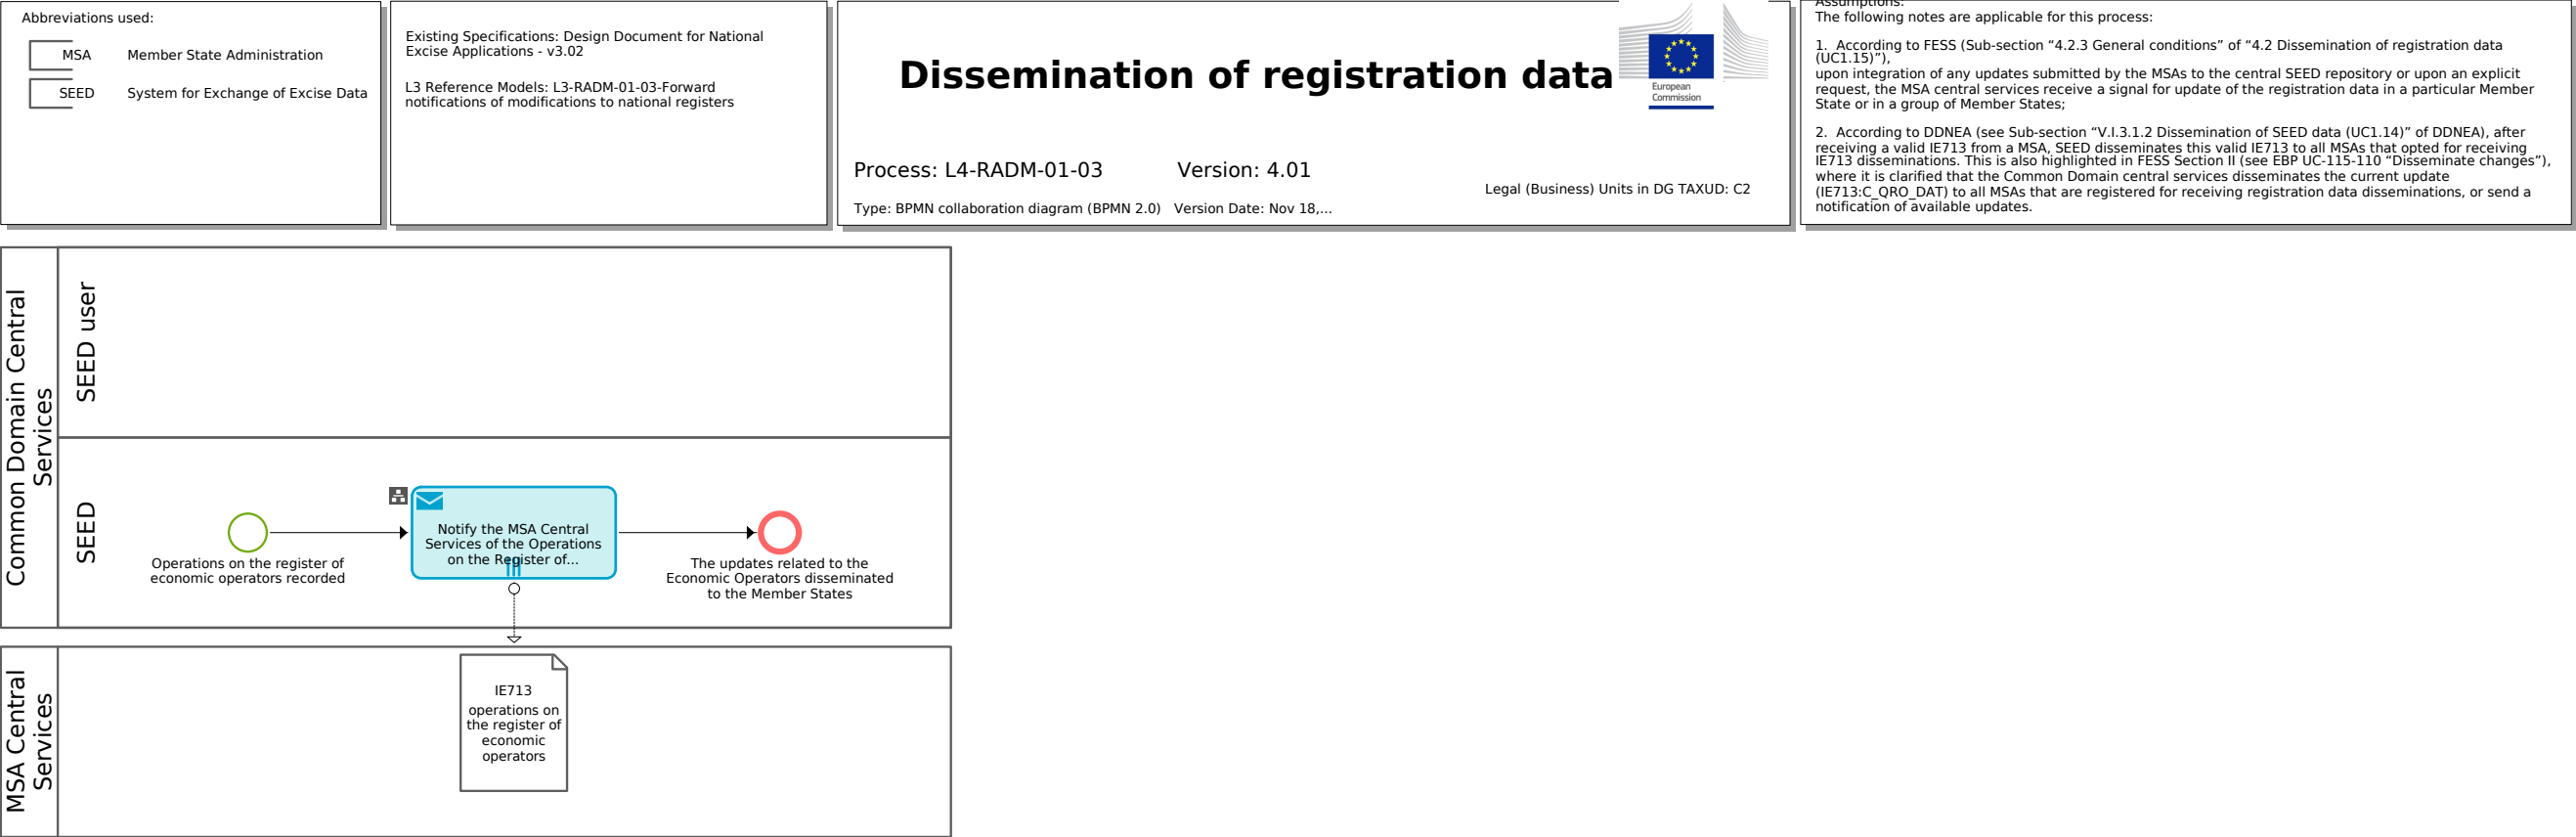 Abbreviations used:
MSA Member State Administration
SEED System for Exchange of Excise Data
Existing Specifications: Design Document for National
Excise Applications - v3.02
L3 Reference Models: L3-RADM-01-03-Forward
notifications of modifications to national registers
Dissemination of registration data
European
Commission
Process: L4-RADM-01-03 Version: 4.01
Legal (Business) Units in DG TAXUD: C2
Type: BPMN collaboration diagram (BPMN 2.0) Version Date: Nov 18,...
Assumptions:
The following notes are applicable for this process:
1. According to FESS (Sub-section “4.2.3 General conditions” of “4.2 Dissemination of registration data
(UC1.15)”),
upon integration of any updates submitted by the MSAs to the central SEED repository or upon an explicit
request, the MSA central services receive a signal for update of the registration data in a particular Member
State or in a group of Member States;
2. According to DDNEA (see Sub-section “V.I.3.1.2 Dissemination of SEED data (UC1.14)” of DDNEA), after
receiving a valid IE713 from a MSA, SEED disseminates this valid IE713 to all MSAs that opted for receiving
IE713 disseminations. This is also highlighted in FESS Section II (see EBP UC-115-110 “Disseminate changes”),
where it is clarified that the Common Domain central services disseminates the current update
(IE713:C_QRO_DAT) to all MSAs that are registered for receiving registration data disseminations, or send a
notification of available updates.
Common Domain Central
Services
SEED user
SEED
Operations on the register of
economic operators recorded
Notify the MSA Central
Services of the Operations
on the Register of...
The updates related to the
Economic Operators disseminated
to the Member States
MSA Central
Services
IE713
operations on
the register of
economic
operators